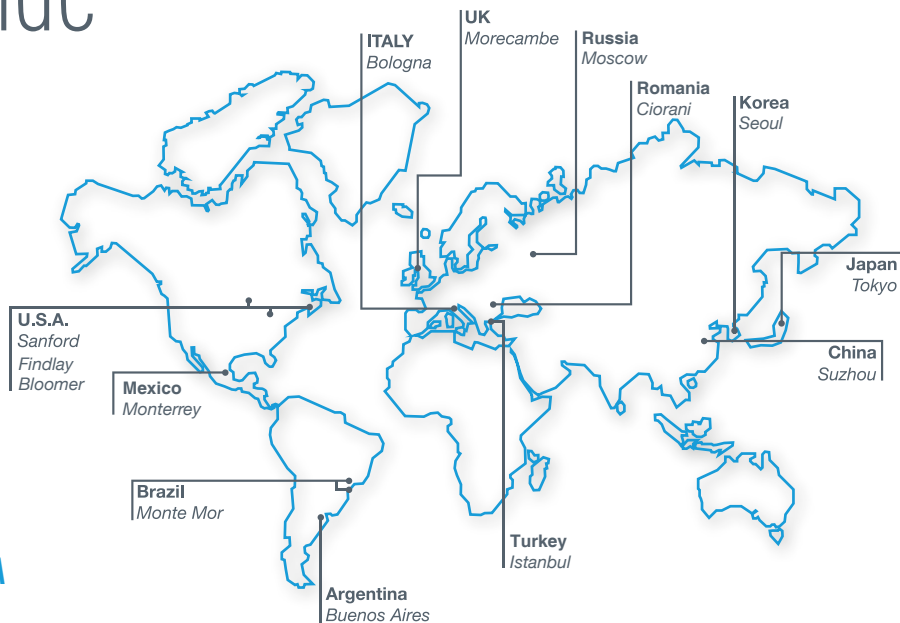 UK
Morecambe
ITALY
Bologna
Russia
Moscow
Romania
Ciorani
Korea
Seoul
Japan
Tokyo
U.S.A.
Sanford
Findlay
Bloomer
China
Suzhou
Mexico
Monterrey
Brazil
Monte Mor
Turkey
Istanbul
Argentina
Buenos Aires